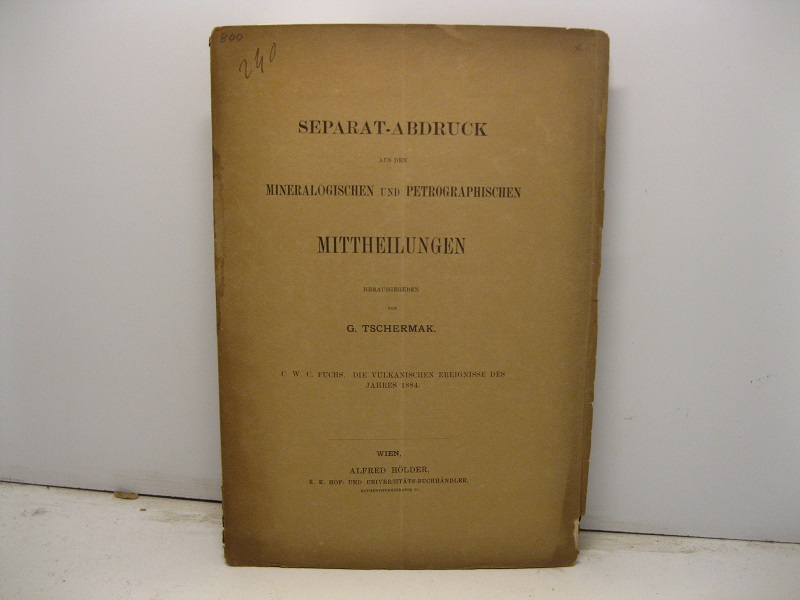 800
240
x
SEPARAT-ABDRUCK
AUS DEN
MINERALOGISCHEN UND PETROGRAPHISCHEN
MITTHEILUNGEN
HERAUSGEGEBEN
VON
G. TSCHERMAK.
C. W. C. FUCHS. DIE VULKANISCHEN EREIGNISSE DES
JAHRES 1884.
WIEN,
ALFRED HÖLDER,
K. K. HOF- UND UNIVERSITÄTS-BUCHHÄNDLER,